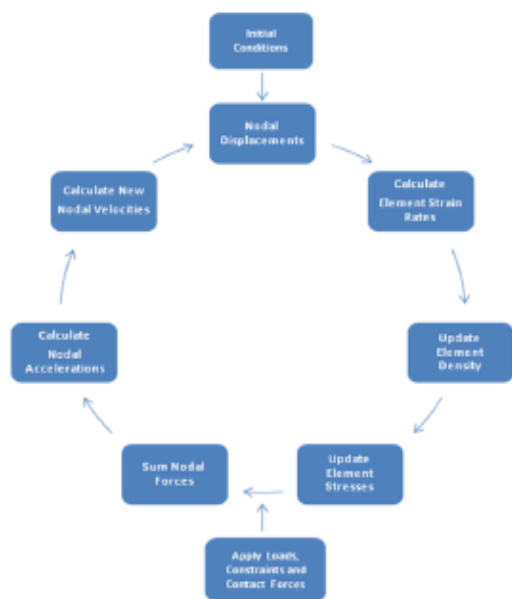 Initial
Conditions
Nodal
Displacements
Calculate
Element Strain
Rates
Update
Element
Density
Update
Element
Stresses
Apply Loads,
Constraints and
Contact Forces
Sum Nodal
Forces
Calculate
Nodal
Accelerations
Calculate New
Nodal Velocities